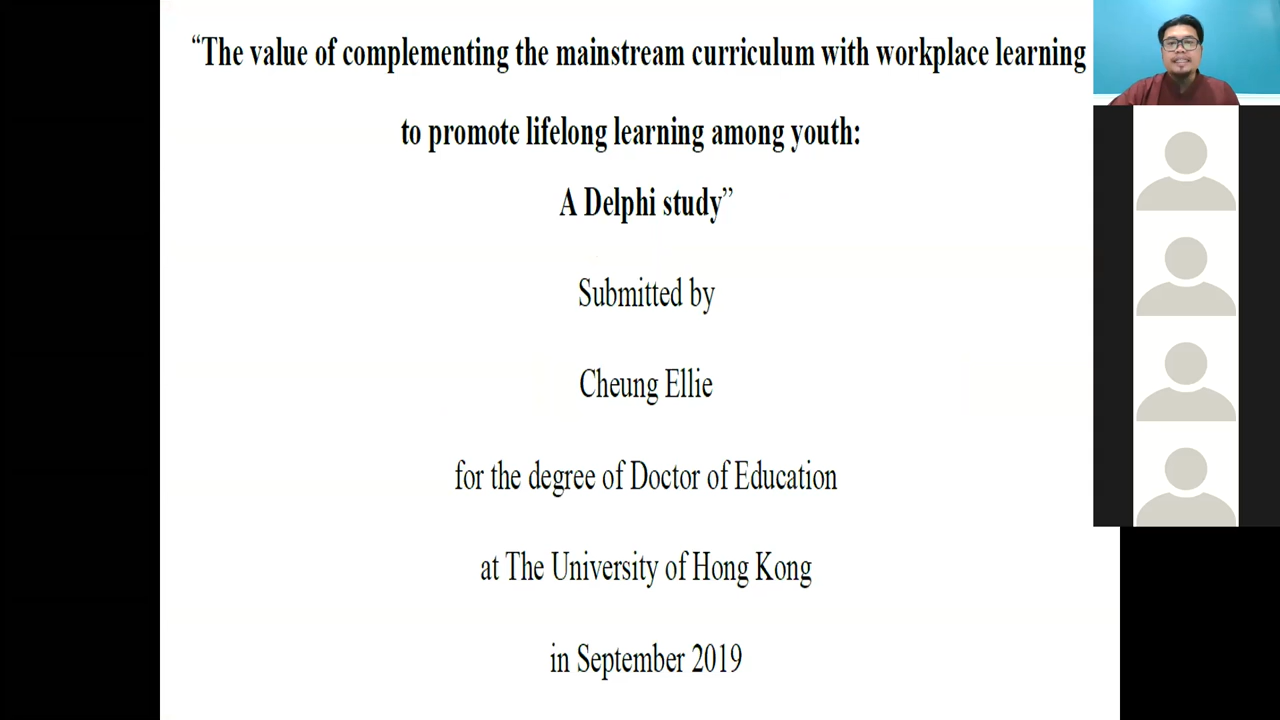 “The value of complementing the mainstream curriculum with workplace learning
to promote lifelong learning among youth:
A Delphi study”
Submitted by
Cheung Ellie
for the degree of Doctor of Education
at The University of Hong Kong
in September 2019